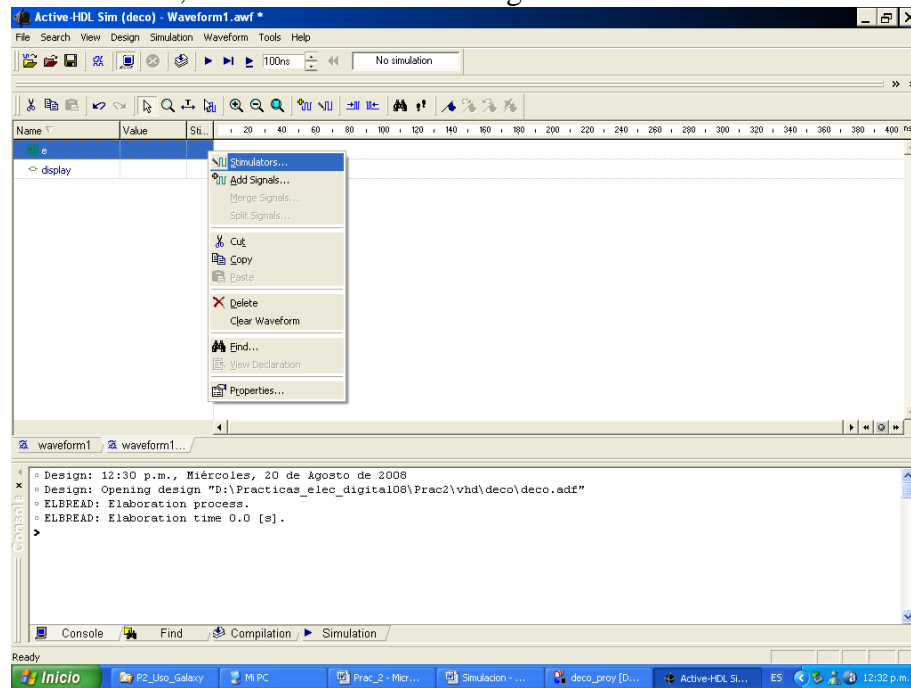 Active-HDL Sim (deco) - Waveform1.awf *
File Search View Design Simulation Waveform Tools Help
100ns No simulation
Name Value Sti... 20 40 60 80 100 120 140 160 180 200 220 240 260 280 300 320 340 360 380 400 ns
e
display
Stimulators...
Add Signals...
Merge Signals...
Split Signals...
Cut
Copy
Paste
Delete
Clear Waveform
Find...
View Declaration
Properties...
waveform1 waveform1...
Design: 12:30 p.m., Miércoles, 20 de Agosto de 2008
Design: Opening design "D:\Practicas_elec_digital08\Prac2\vhd\deco\deco.adf"
ELBREAD: Elaboration process.
ELBREAD: Elaboration time 0.0 [s].
>
Console
Console Find Compilation Simulation
Ready
Inicio P2_Uso_Galaxy Mi PC Prac_2 - Micr... Simulacion - ... deco_proy [D... Active-HDL Si... ES 12:32 p.m.